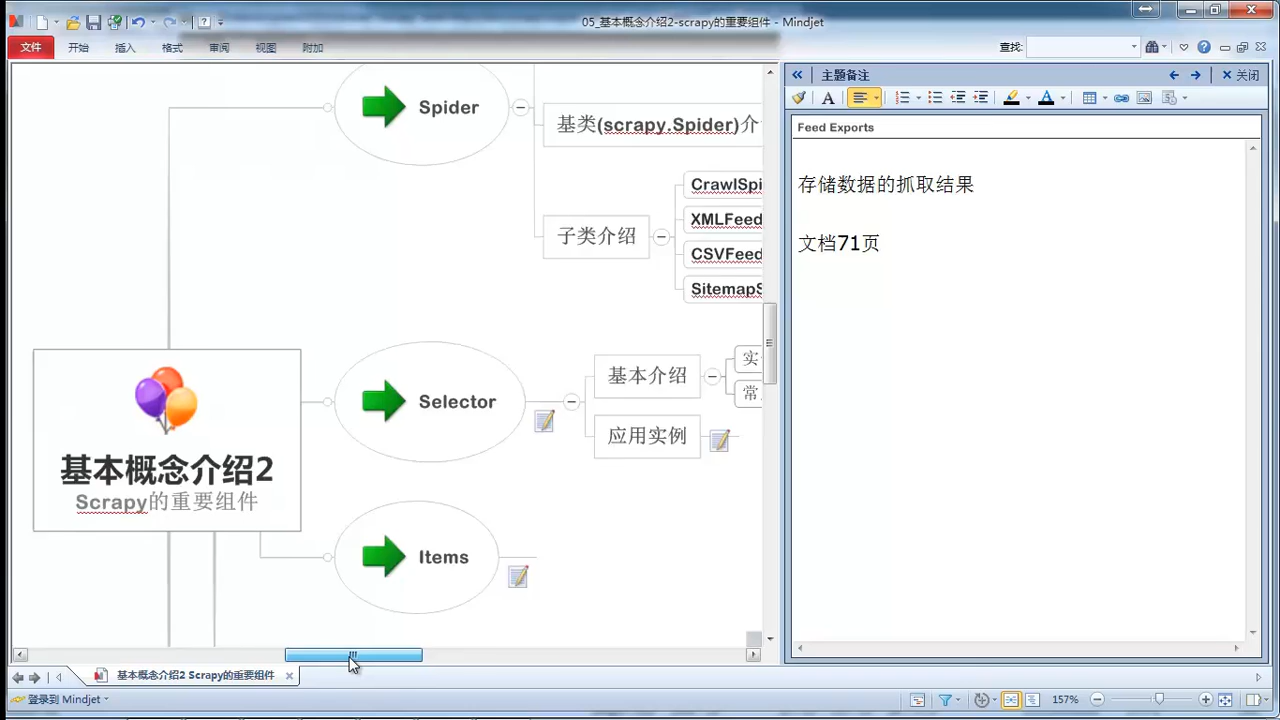 05_基本概念介绍2-scrapy的重要组件 - Mindjet
文件 开始 插入 格式 审阅 视图 附加 查找:
主题备注 关闭
Feed Exports
存储数据的抓取结果
文档71页
Spider
基类(scrapy.Spider)介
子类介绍
CrawlSpi
XMLFeed
CSVFeed
SitemapS
Selector
基本介绍
实
常
应用实例
基本概念介绍2
Scrapy的重要组件
Items
基本概念介绍2 Scrapy的重要组件
登录到 Mindjet
157%